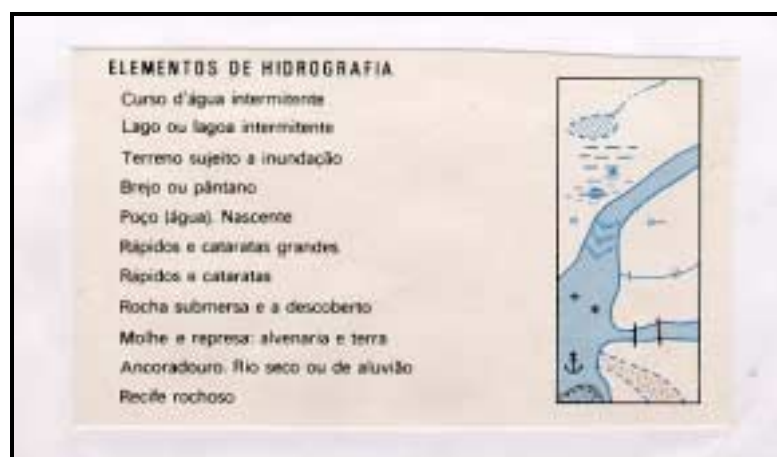 ELEMENTOS DE HIDROGRAFIA
Curso d'água intermitente
Lago ou lagoa intermitente
Terreno sujeito a inundação
Brejo ou pântano
Poço (água). Nascente
Rápidos e cataratas grandes
Rápidos e cataratas
Rocha submersa e a descoberto
Molhe e represa: alvenaria e terra
Ancoradouro. Rio seco ou de aluvião
Recife rochoso